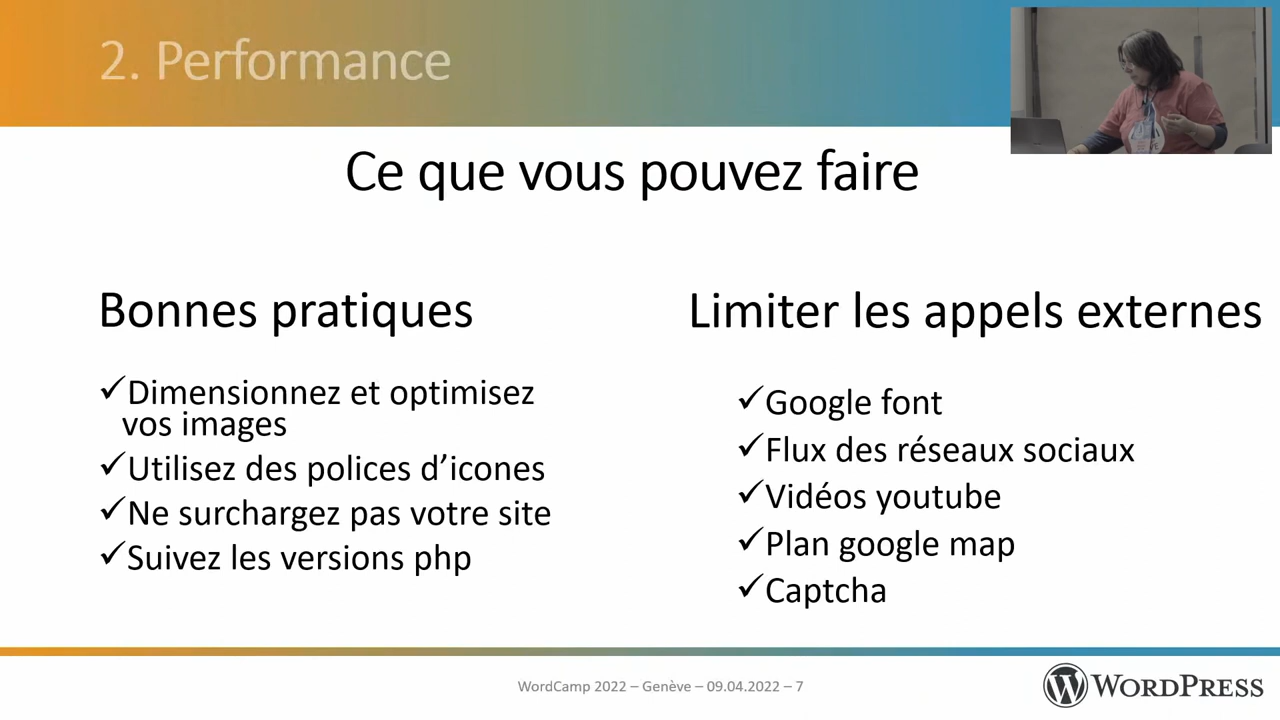 2. Performance
Ce que vous pouvez faire
Bonnes pratiques
✓Dimensionnez et optimisez
vos images
✓Utilisez des polices d’icones
✓Ne surchargez pas votre site
✓Suivez les versions php
Limiter les appels externes
✓Google font
✓Flux des réseaux sociaux
✓Vidéos youtube
✓Plan google map
✓Captcha
WordCamp 2022 – Genève – 09.04.2022 – 7
WORDPRESS